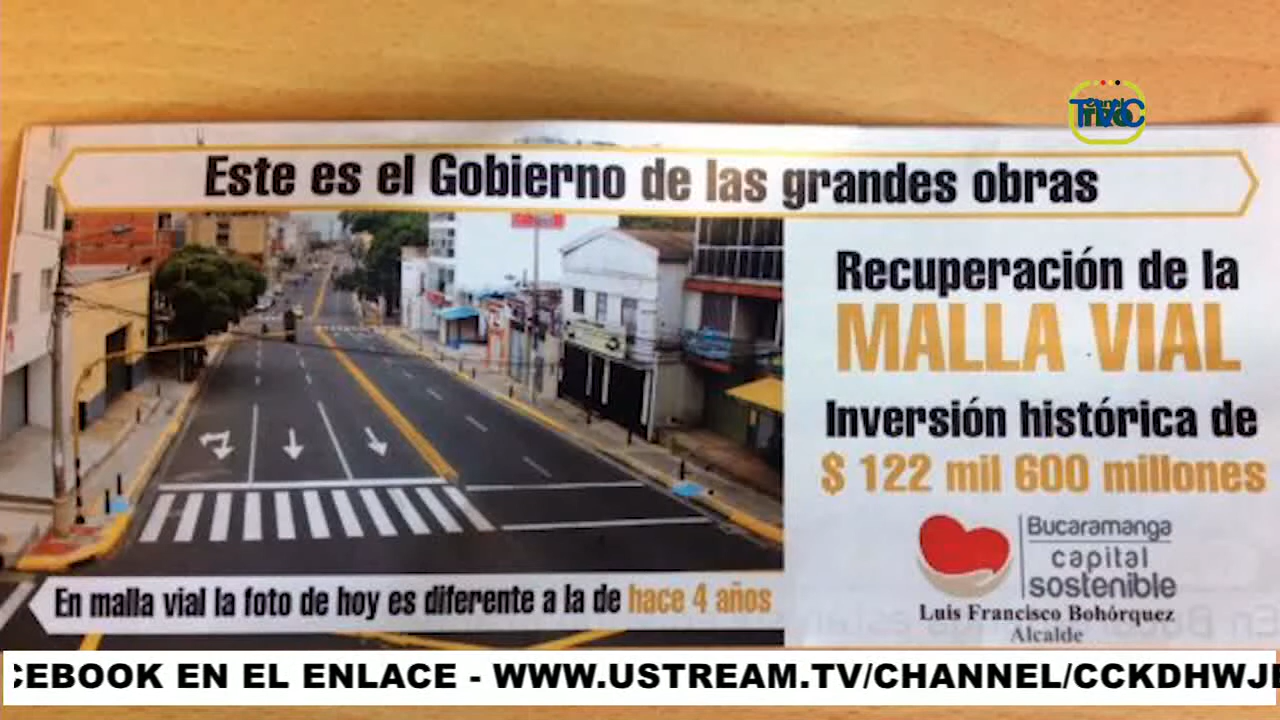 TVC
Este es el Gobierno de las grandes obras
Recuperación de la
MALLA VIAL
Inversión histórica de
$ 122 mil 600 millones
Bucaramanga
capital
sostenible
Luis Francisco Bohórquez
Alcalde
En malla vial la foto de hoy es diferente a la de hace 4 años
CEBOOK EN EL ENLACE - WWW.USTREAM.TV/CHANNEL/CCKDHWJ